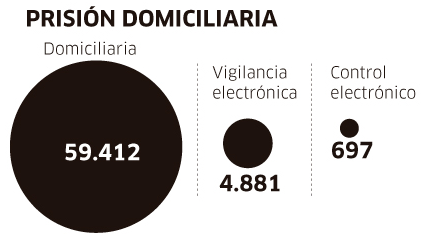 PRISIÓN DOMICILIARIA
Domiciliaria
59.412
Vigilancia
electrónica
4.881
Control
electrónico
697